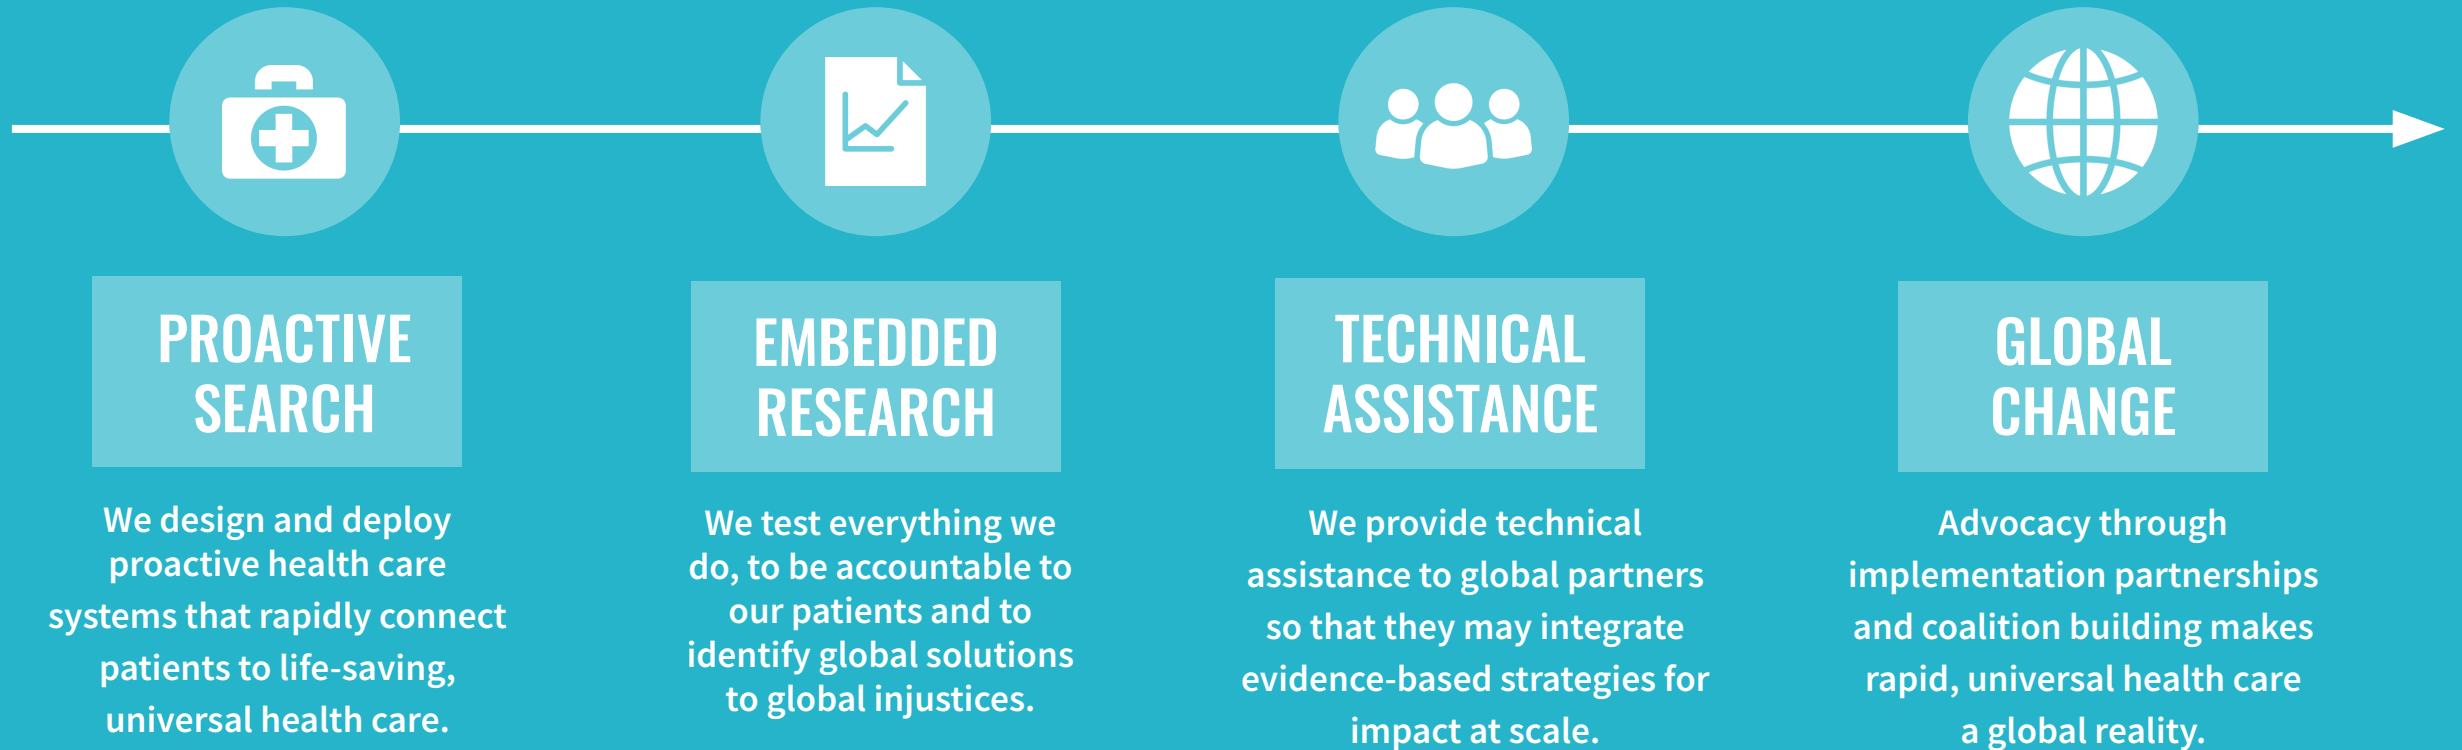 PROACTIVE
SEARCH
We design and deploy
proactive health care
systems that rapidly connect
patients to life-saving,
universal health care.
EMBEDDED
RESEARCH
We test everything we
do, to be accountable to
our patients and to
identify global solutions
to global injustices.
TECHNICAL
ASSISTANCE
We provide technical
assistance to global partners
so that they may integrate
evidence-based strategies for
impact at scale.
GLOBAL
CHANGE
Advocacy through
implementation partnerships
and coalition building makes
rapid, universal health care
a global reality.